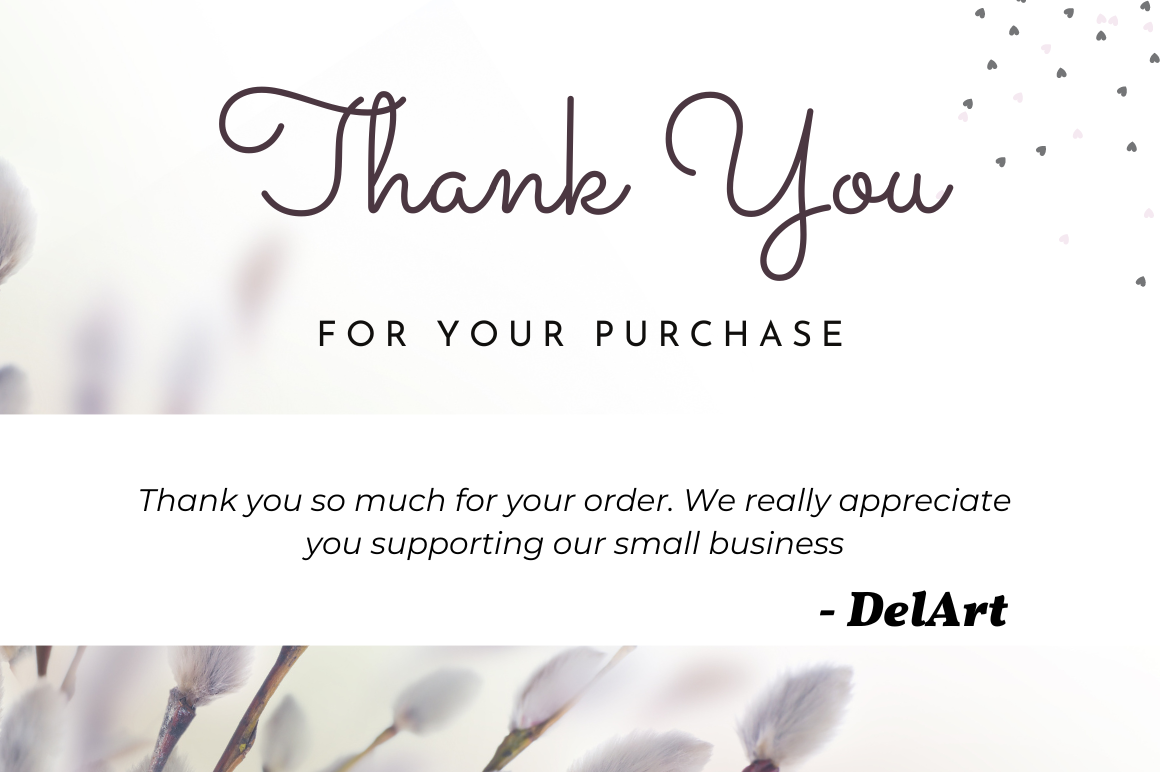 Thank You
FOR YOUR PURCHASE
Thank you so much for your order. We really appreciate
you supporting our small business
- DelArt